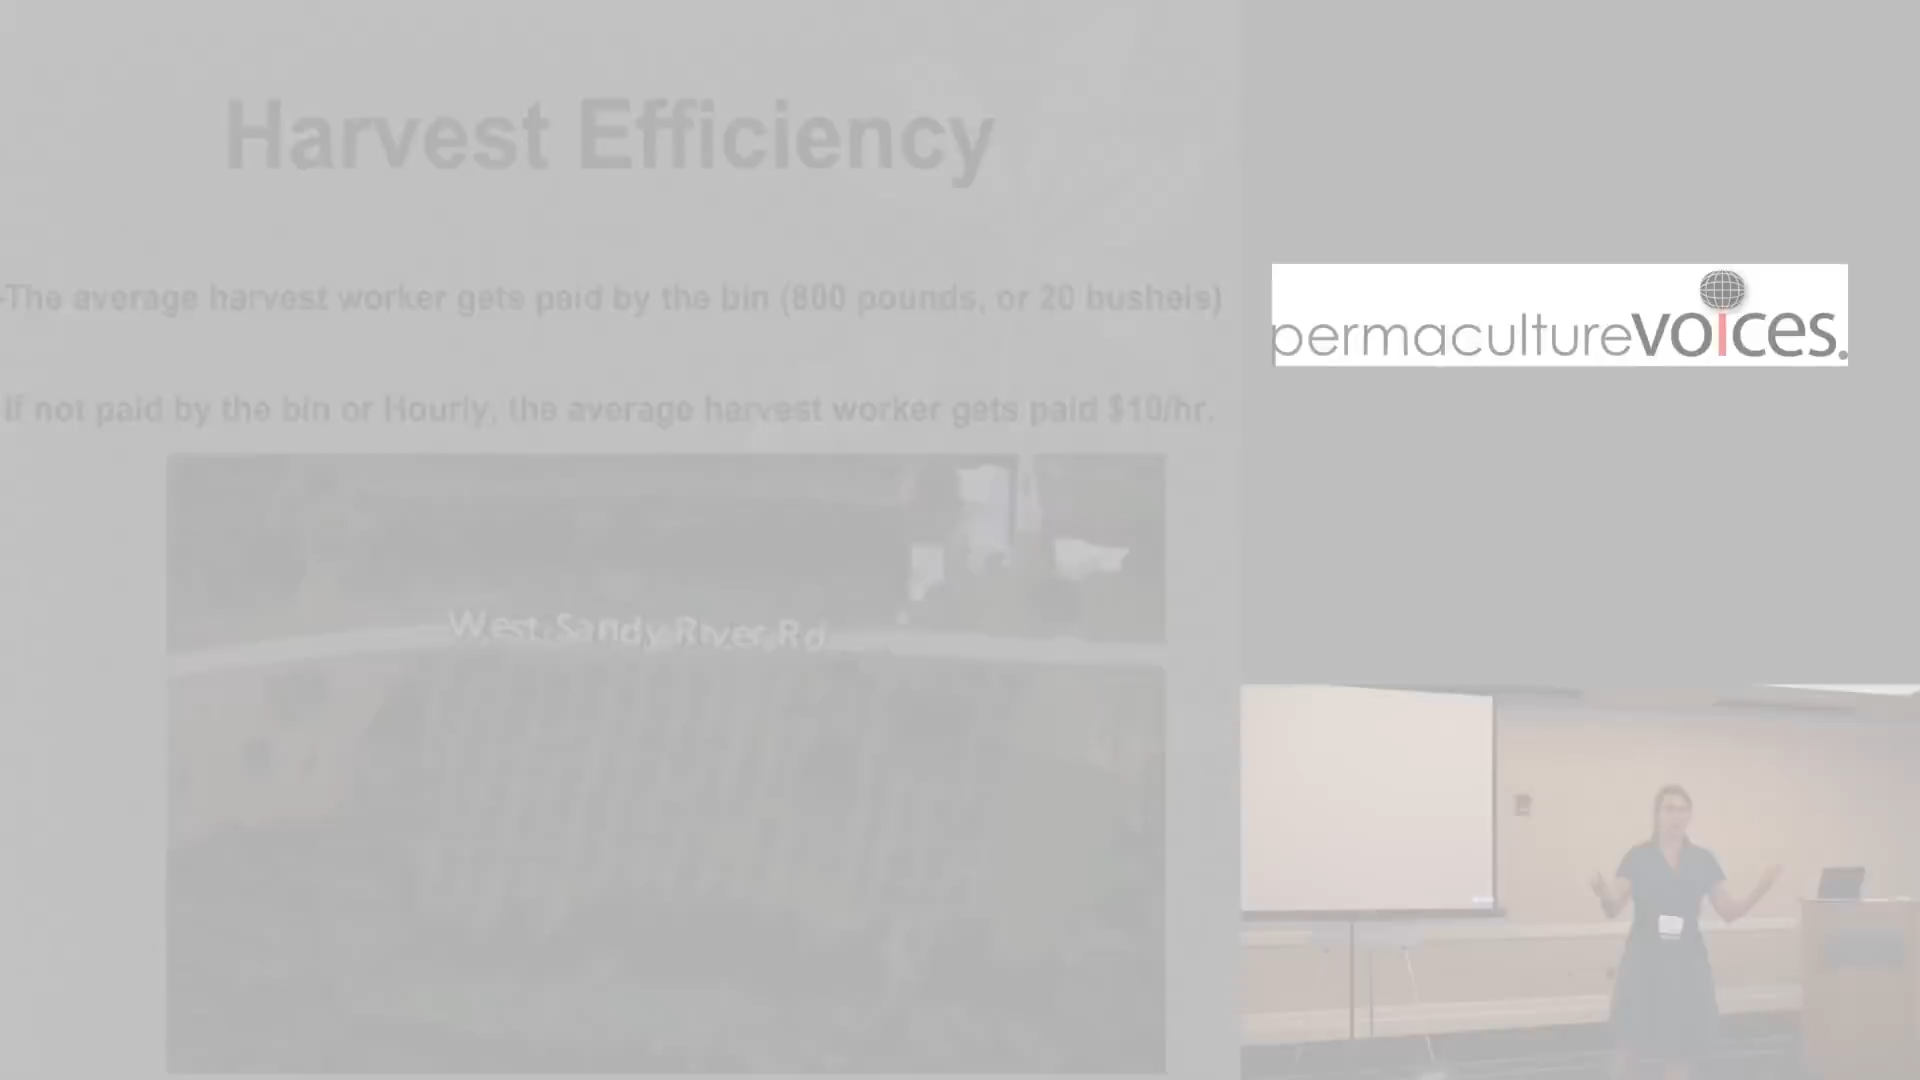 Harvest Efficiency
-The average harvest worker gets paid by the bin (800 pounds, or 20 bushels)
If not paid by the bin or Hourly, the average harvest worker gets paid $10/hr.
West Sandy River Rd
permaculturevoices.